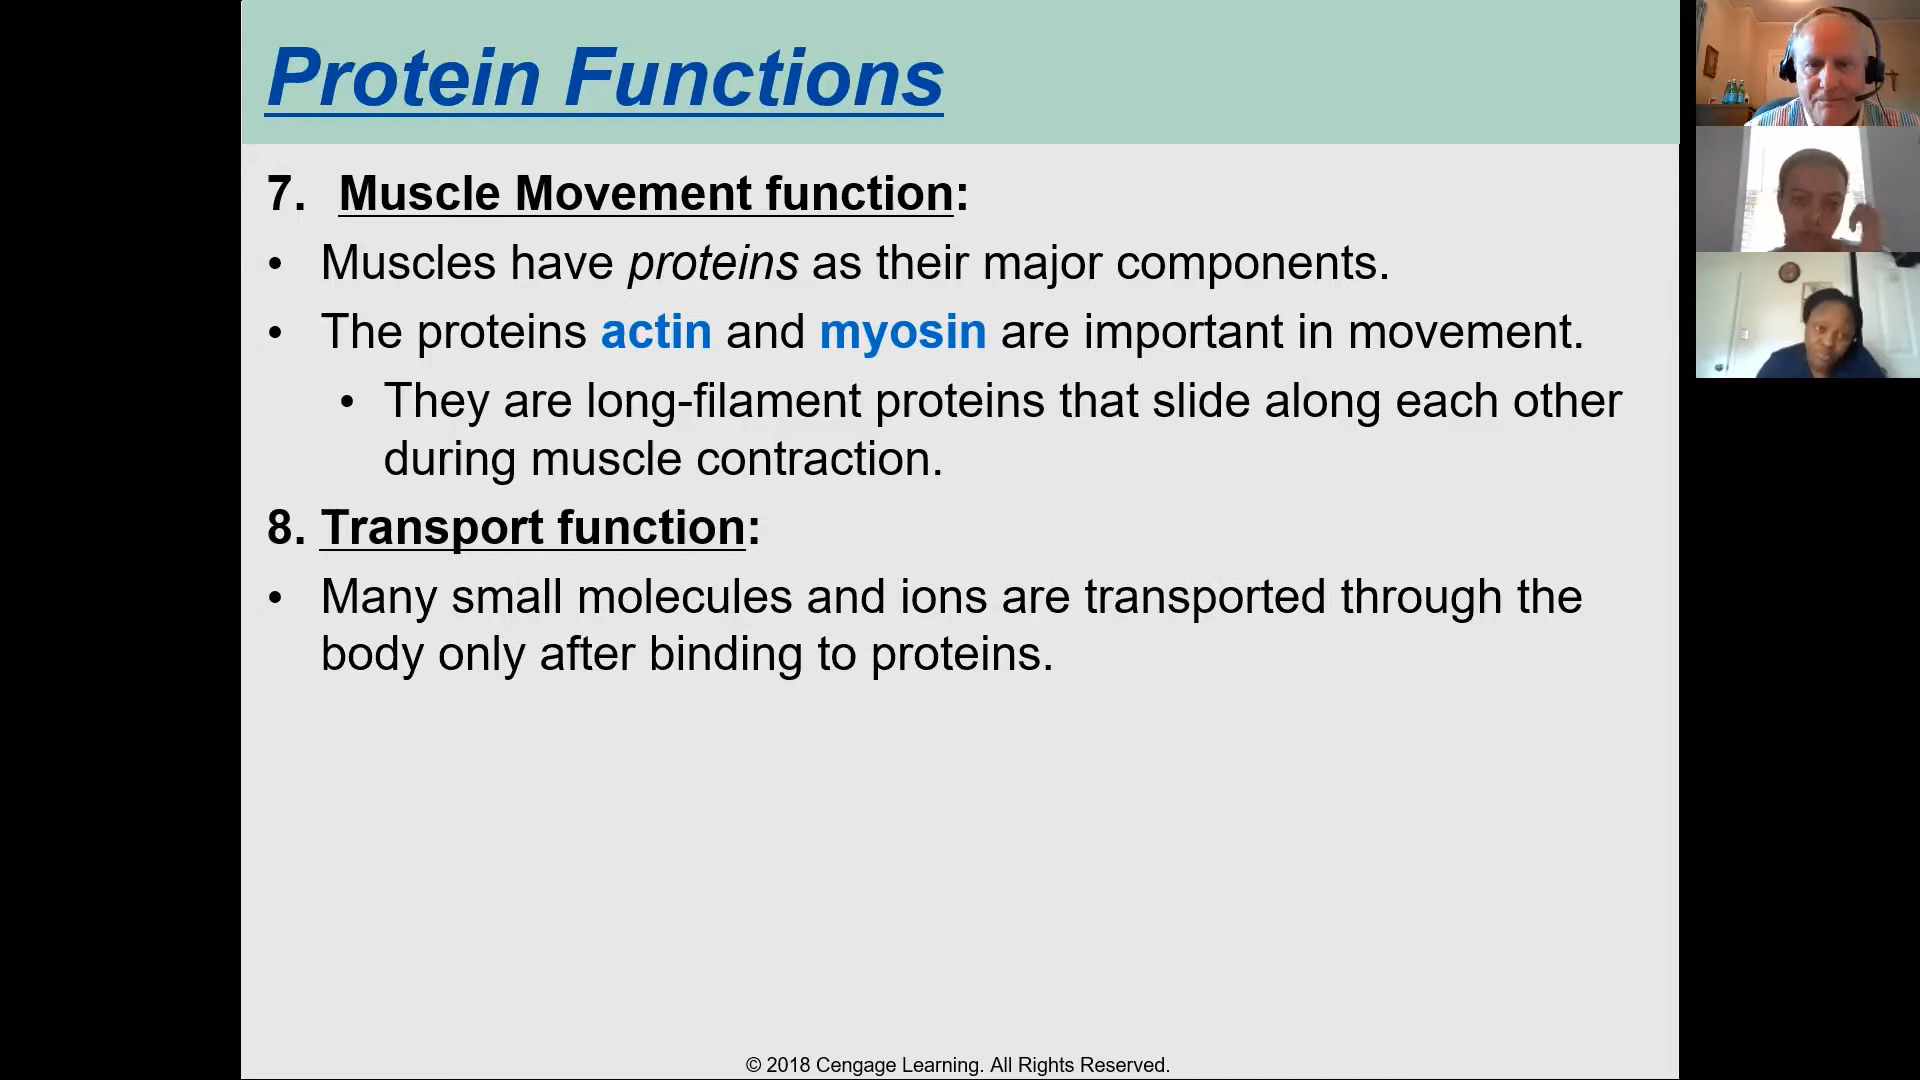 Protein Functions
7. Muscle Movement function:
• Muscles have proteins as their major components.
• The proteins actin and myosin are important in movement.
• They are long-filament proteins that slide along each other
during muscle contraction.
8. Transport function:
• Many small molecules and ions are transported through the
body only after binding to proteins.
© 2018 Cengage Learning. All Rights Reserved.